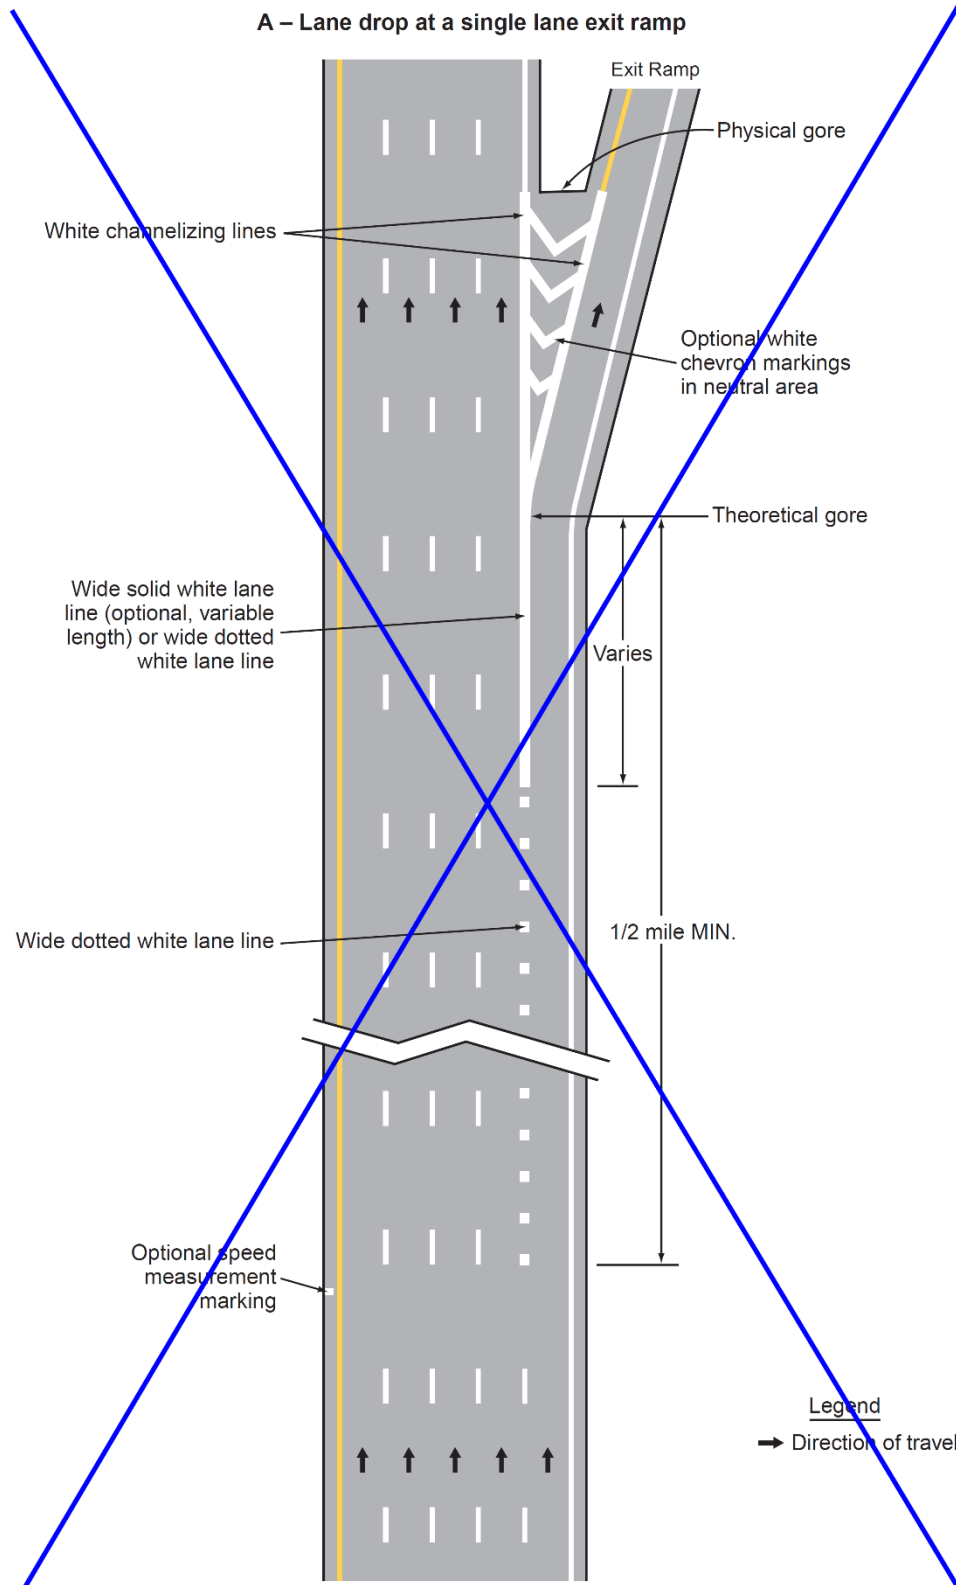 A – Lane drop at a single lane exit ramp
Exit Ramp
Physical gore
White channelizing lines
Optional white
chevron markings
in neutral area
Theoretical gore
Wide solid white lane
line (optional, variable
length) or wide dotted
white lane line
Varies
Wide dotted white lane line
1/2 mile MIN.
Optional speed
measurement
marking
Legend
Direction of travel